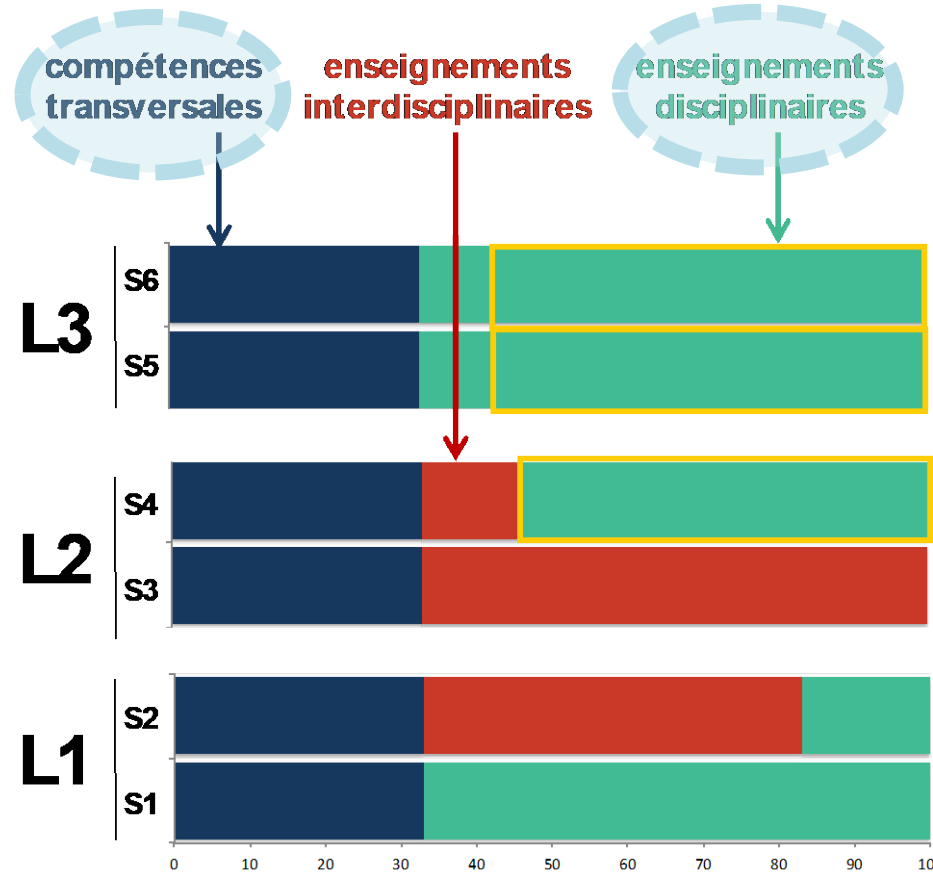 compétences
transversales
enseignements
interdisciplinaires
enseignements
disciplinaires
L3
S6
S5
L2
S4
S3
L1
S2
S1
0 10 20 30 40 50 60 70 80 90 10